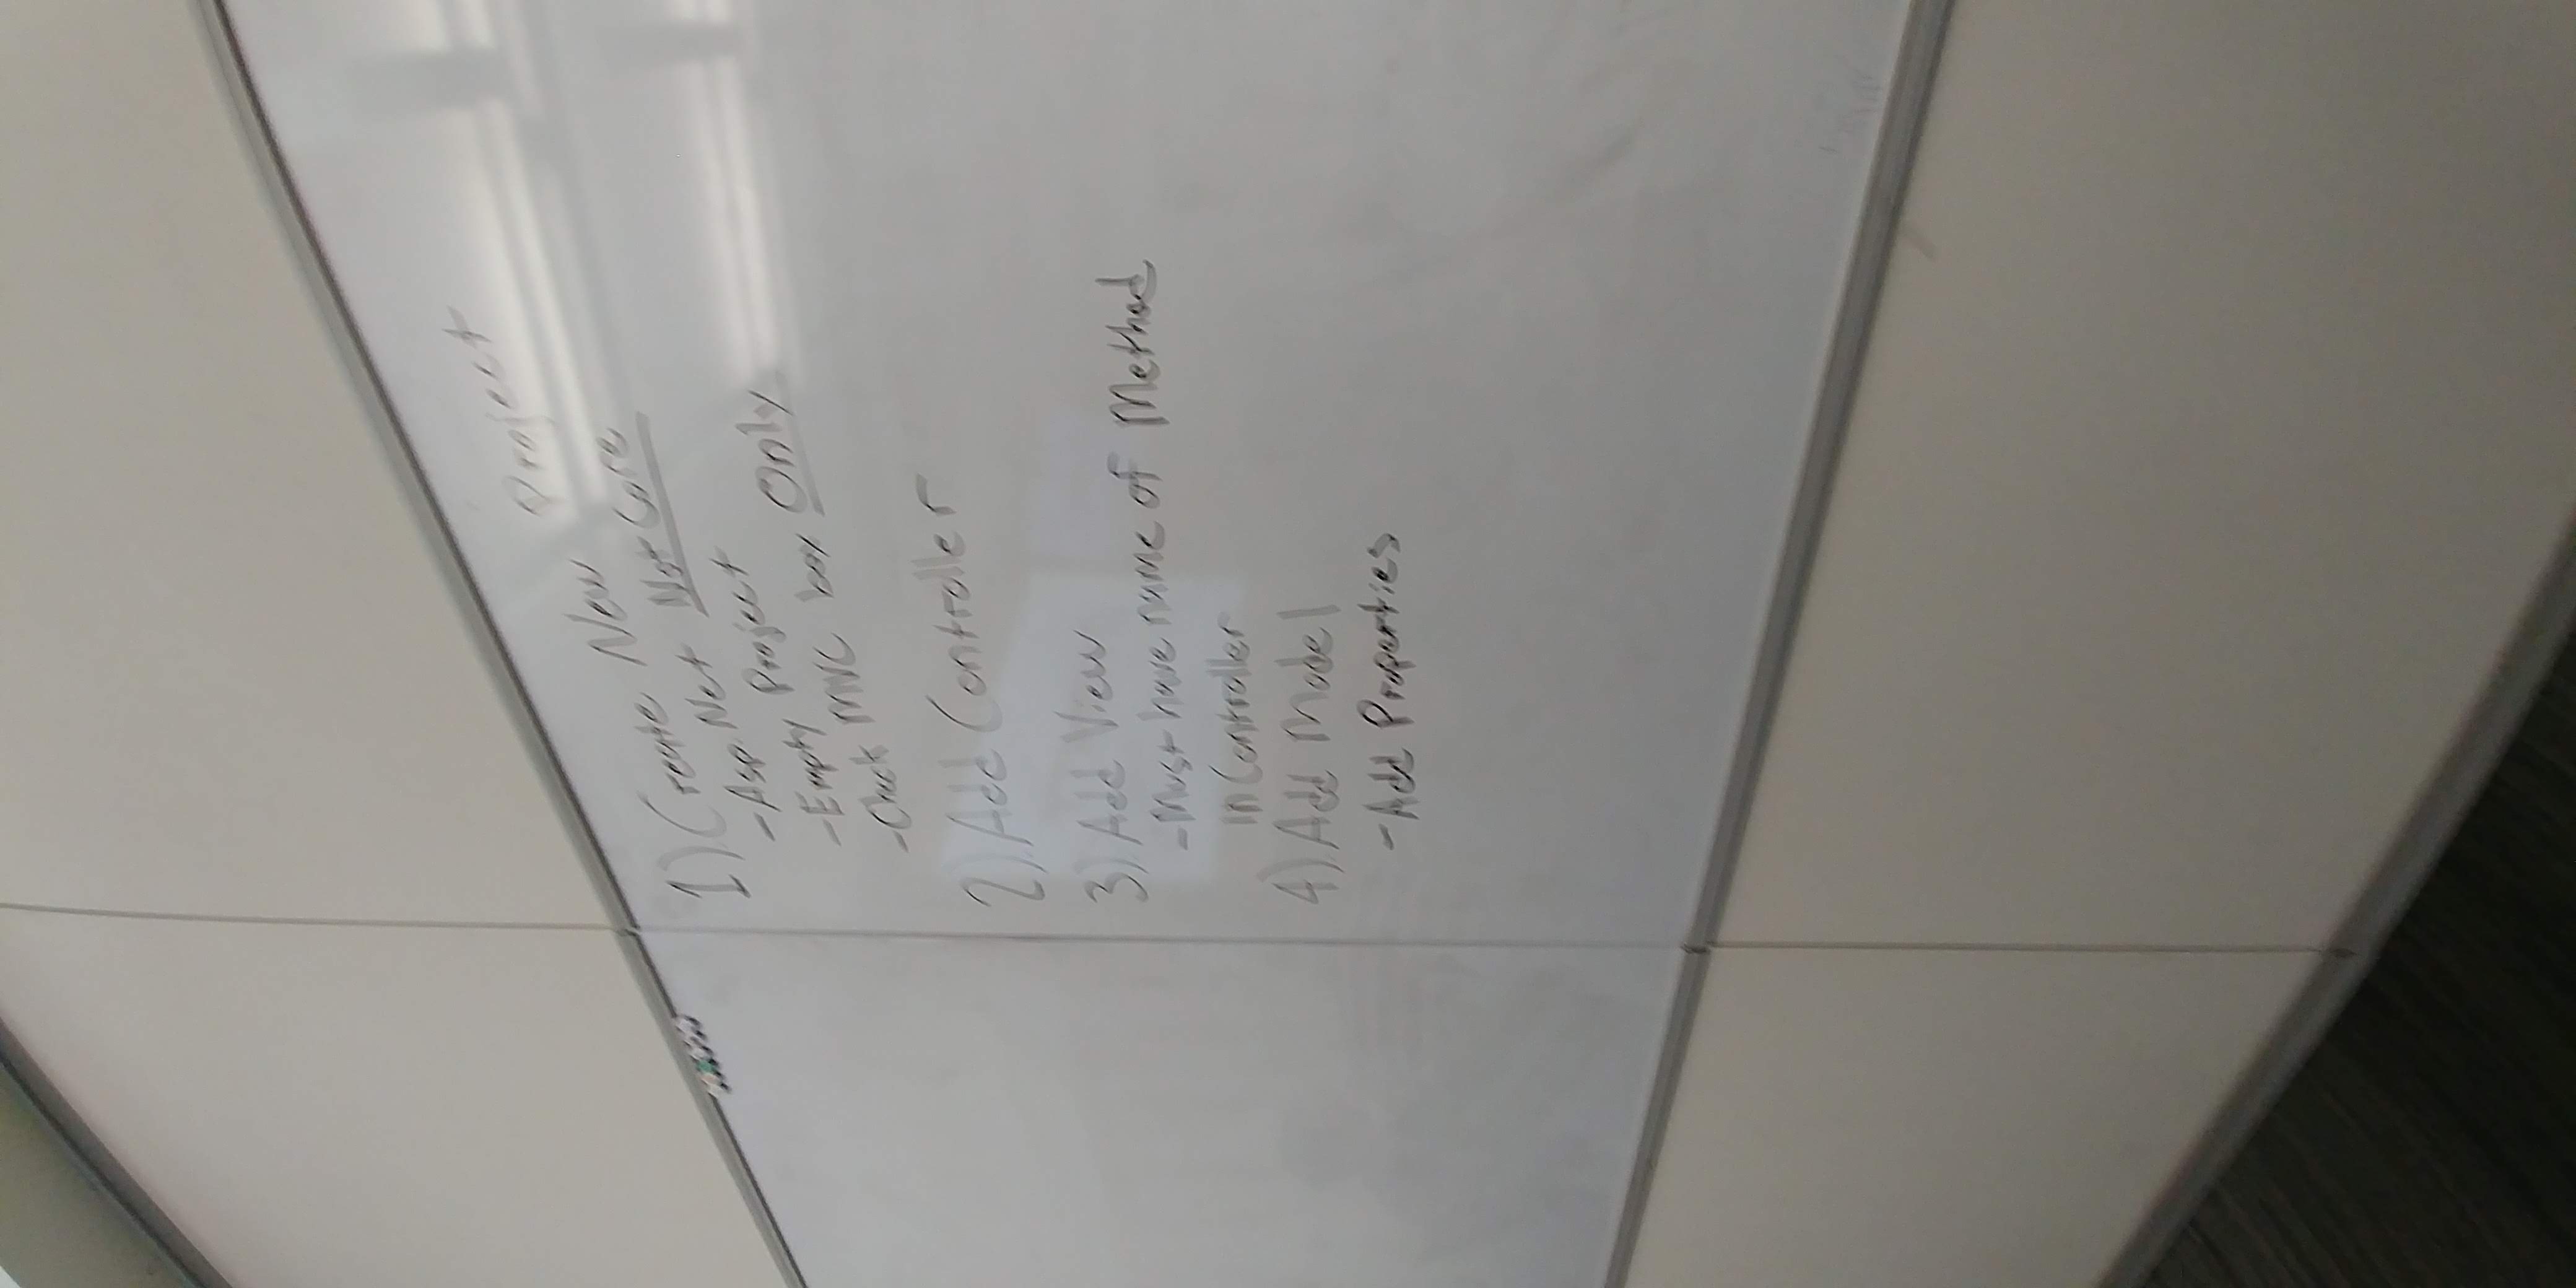 1) Create New Project
- Asp.Net Not Core
- Empty Project
- Check MVC box Only
2) Add Controller
3) Add View
- Must have name of Method
in Controller
4) Add Model
- Add Properties